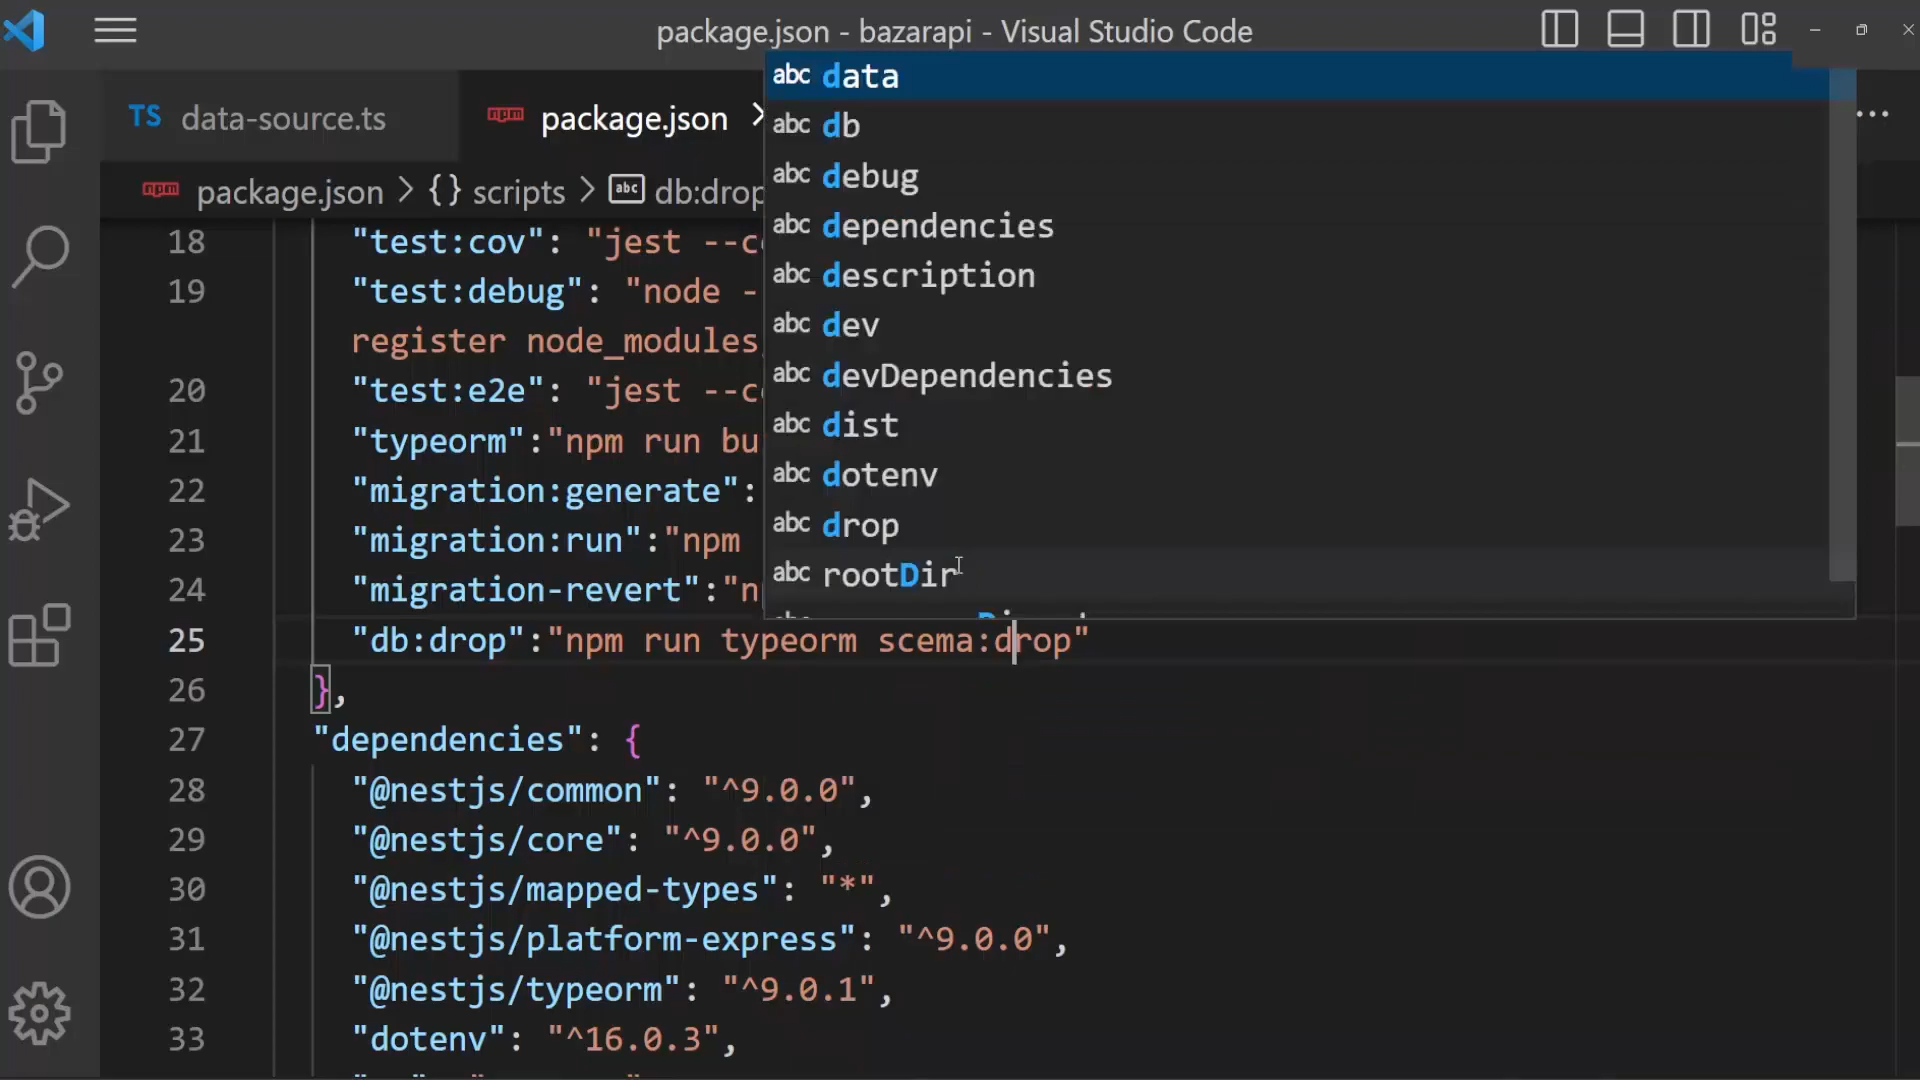 package.json - bazarapi - Visual Studio Code
TS data-source.ts
package.json
package.json > {} scripts > abc db:drop
abc data
abc db
abc debug
abc dependencies
abc description
abc dev
abc devDependencies
abc dist
abc dotenv
abc drop
abc rootDir
18 "test:cov": "jest --c
19 "test:debug": "node -
register node_modules
20 "test:e2e": "jest --c
21 "typeorm":"npm run bu
22 "migration:generate":
23 "migration:run":"npm
24 "migration-revert":"n
25 "db:drop":"npm run typeorm scema:drop"
26 },
27 "dependencies": {
28 "@nestjs/common": "^9.0.0",
29 "@nestjs/core": "^9.0.0",
30 "@nestjs/mapped-types": "*",
31 "@nestjs/platform-express": "^9.0.0",
32 "@nestjs/typeorm": "^9.0.1",
33 "dotenv": "^16.0.3",